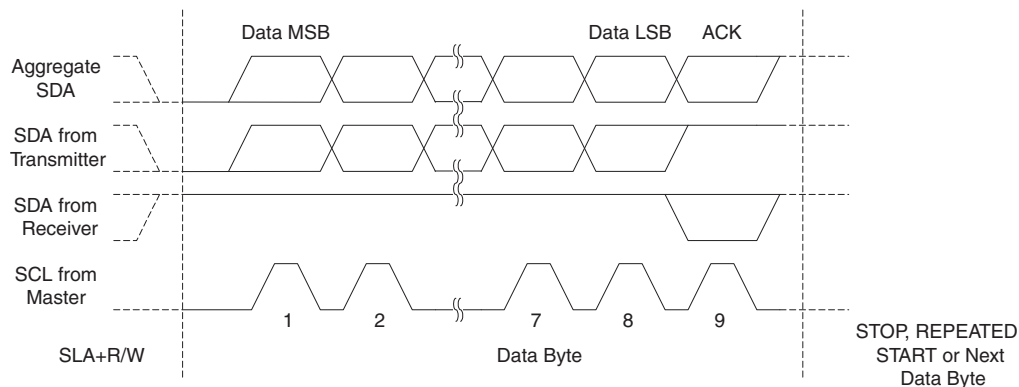 Data MSB
Data LSB
ACK
Aggregate
SDA
SDA from
Transmitter
SDA from
Receiver
SCL from
Master
1
2
7
8
9
SLA+R/W
Data Byte
STOP, REPEATED
START or Next
Data Byte